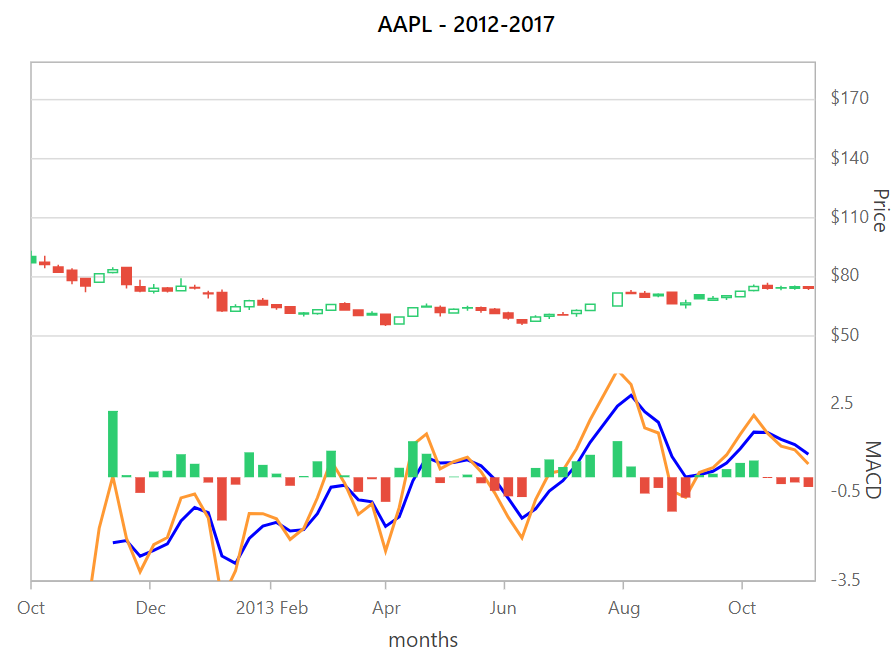 AAPL - 2012-2017
$170
$140
$110
$80
$50
Price
2.5
-0.5
-3.5
MACD
Oct
Dec
2013 Feb
Apr
Jun
Aug
Oct
months